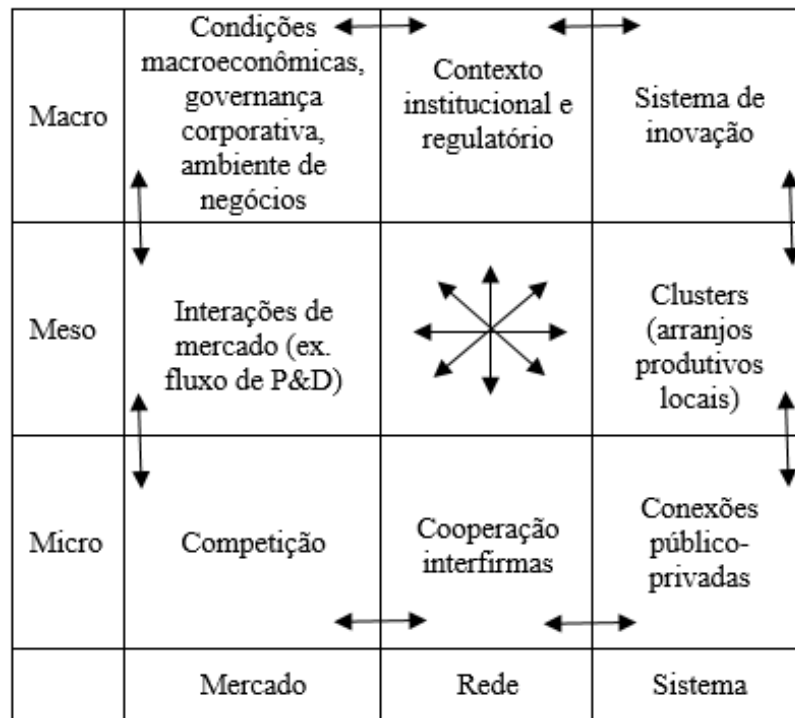 Macro
Condições
macroeconômicas,
governança
corporativa,
ambiente de
negócios
Contexto
institucional e
regulatório
Sistema de
inovação
Meso
Interações de
mercado (ex.
fluxo de P&D)
Clusters
(arranjos
produtivos
locais)
Micro
Competição
Cooperação
interfirmas
Conexões
público-
privadas
Mercado
Rede
Sistema